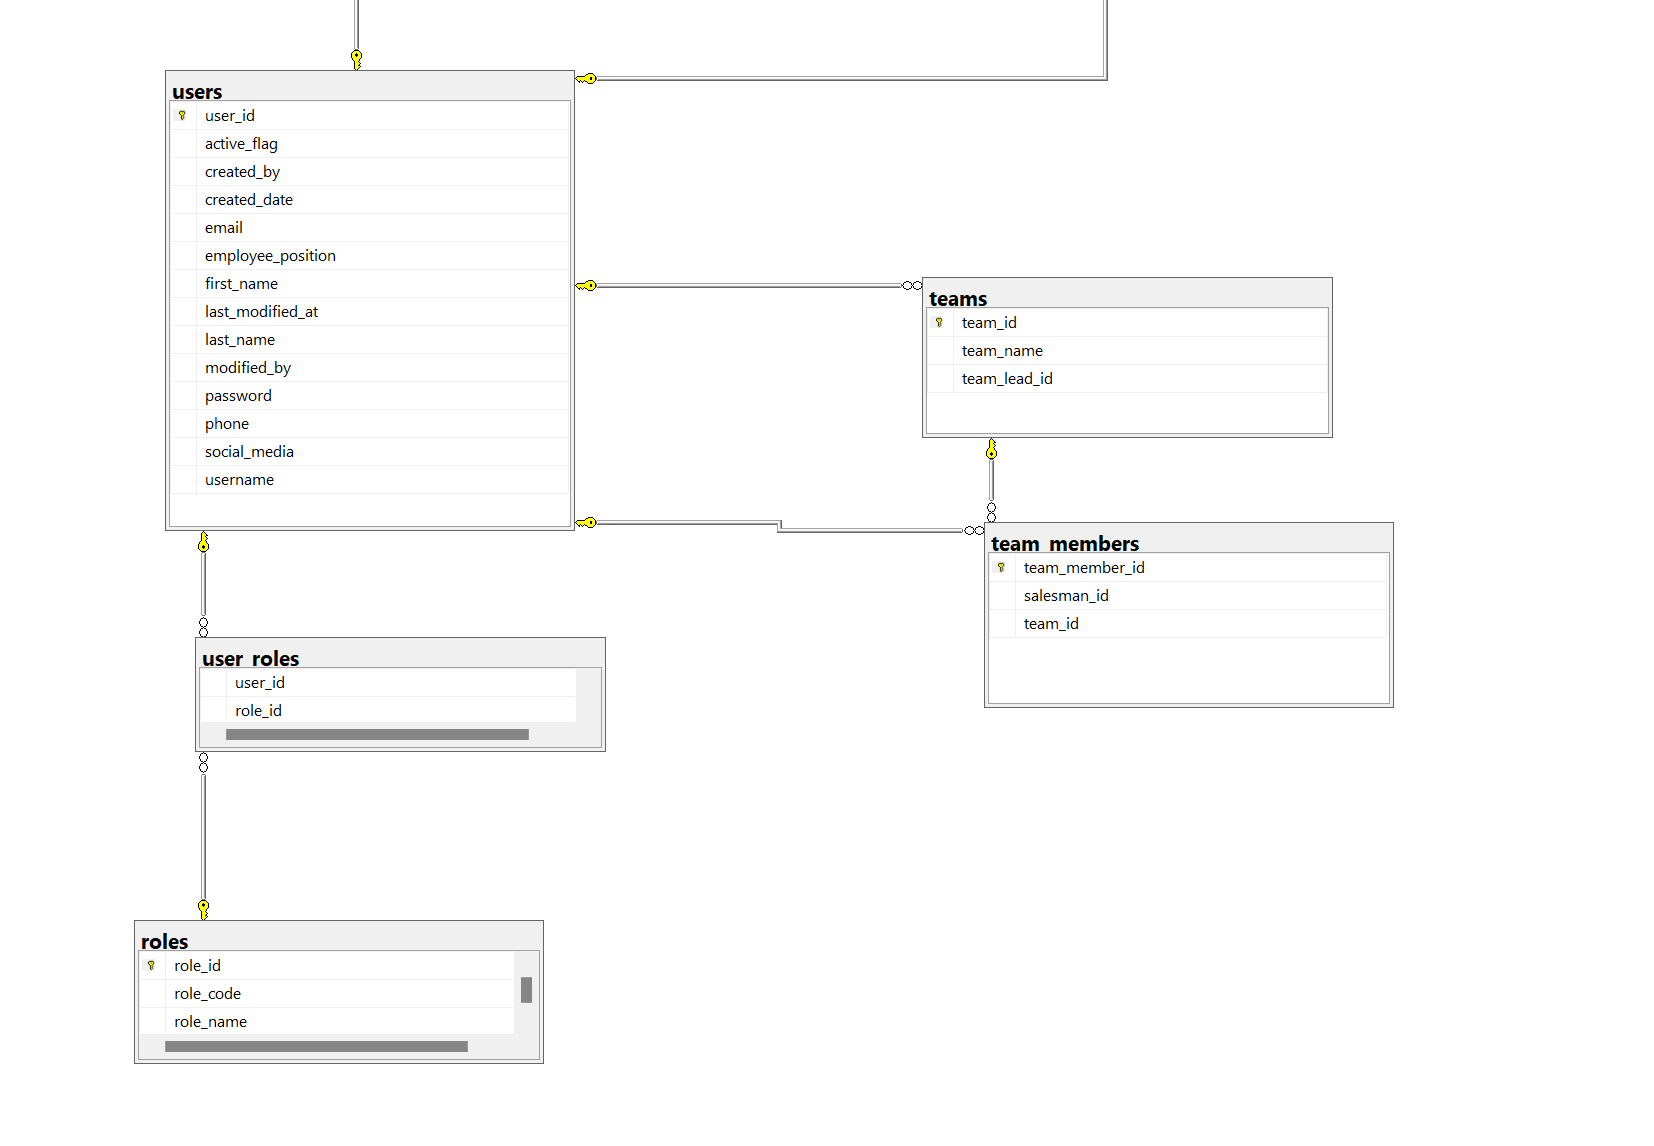 users
user_id
active_flag
created_by
created_date
email
employee_position
first_name
last_modified_at
last_name
modified_by
password
phone
social_media
username
teams
team_id
team_name
team_lead_id
team_members
team_member_id
salesman_id
team_id
user_roles
user_id
role_id
roles
role_id
role_code
role_name